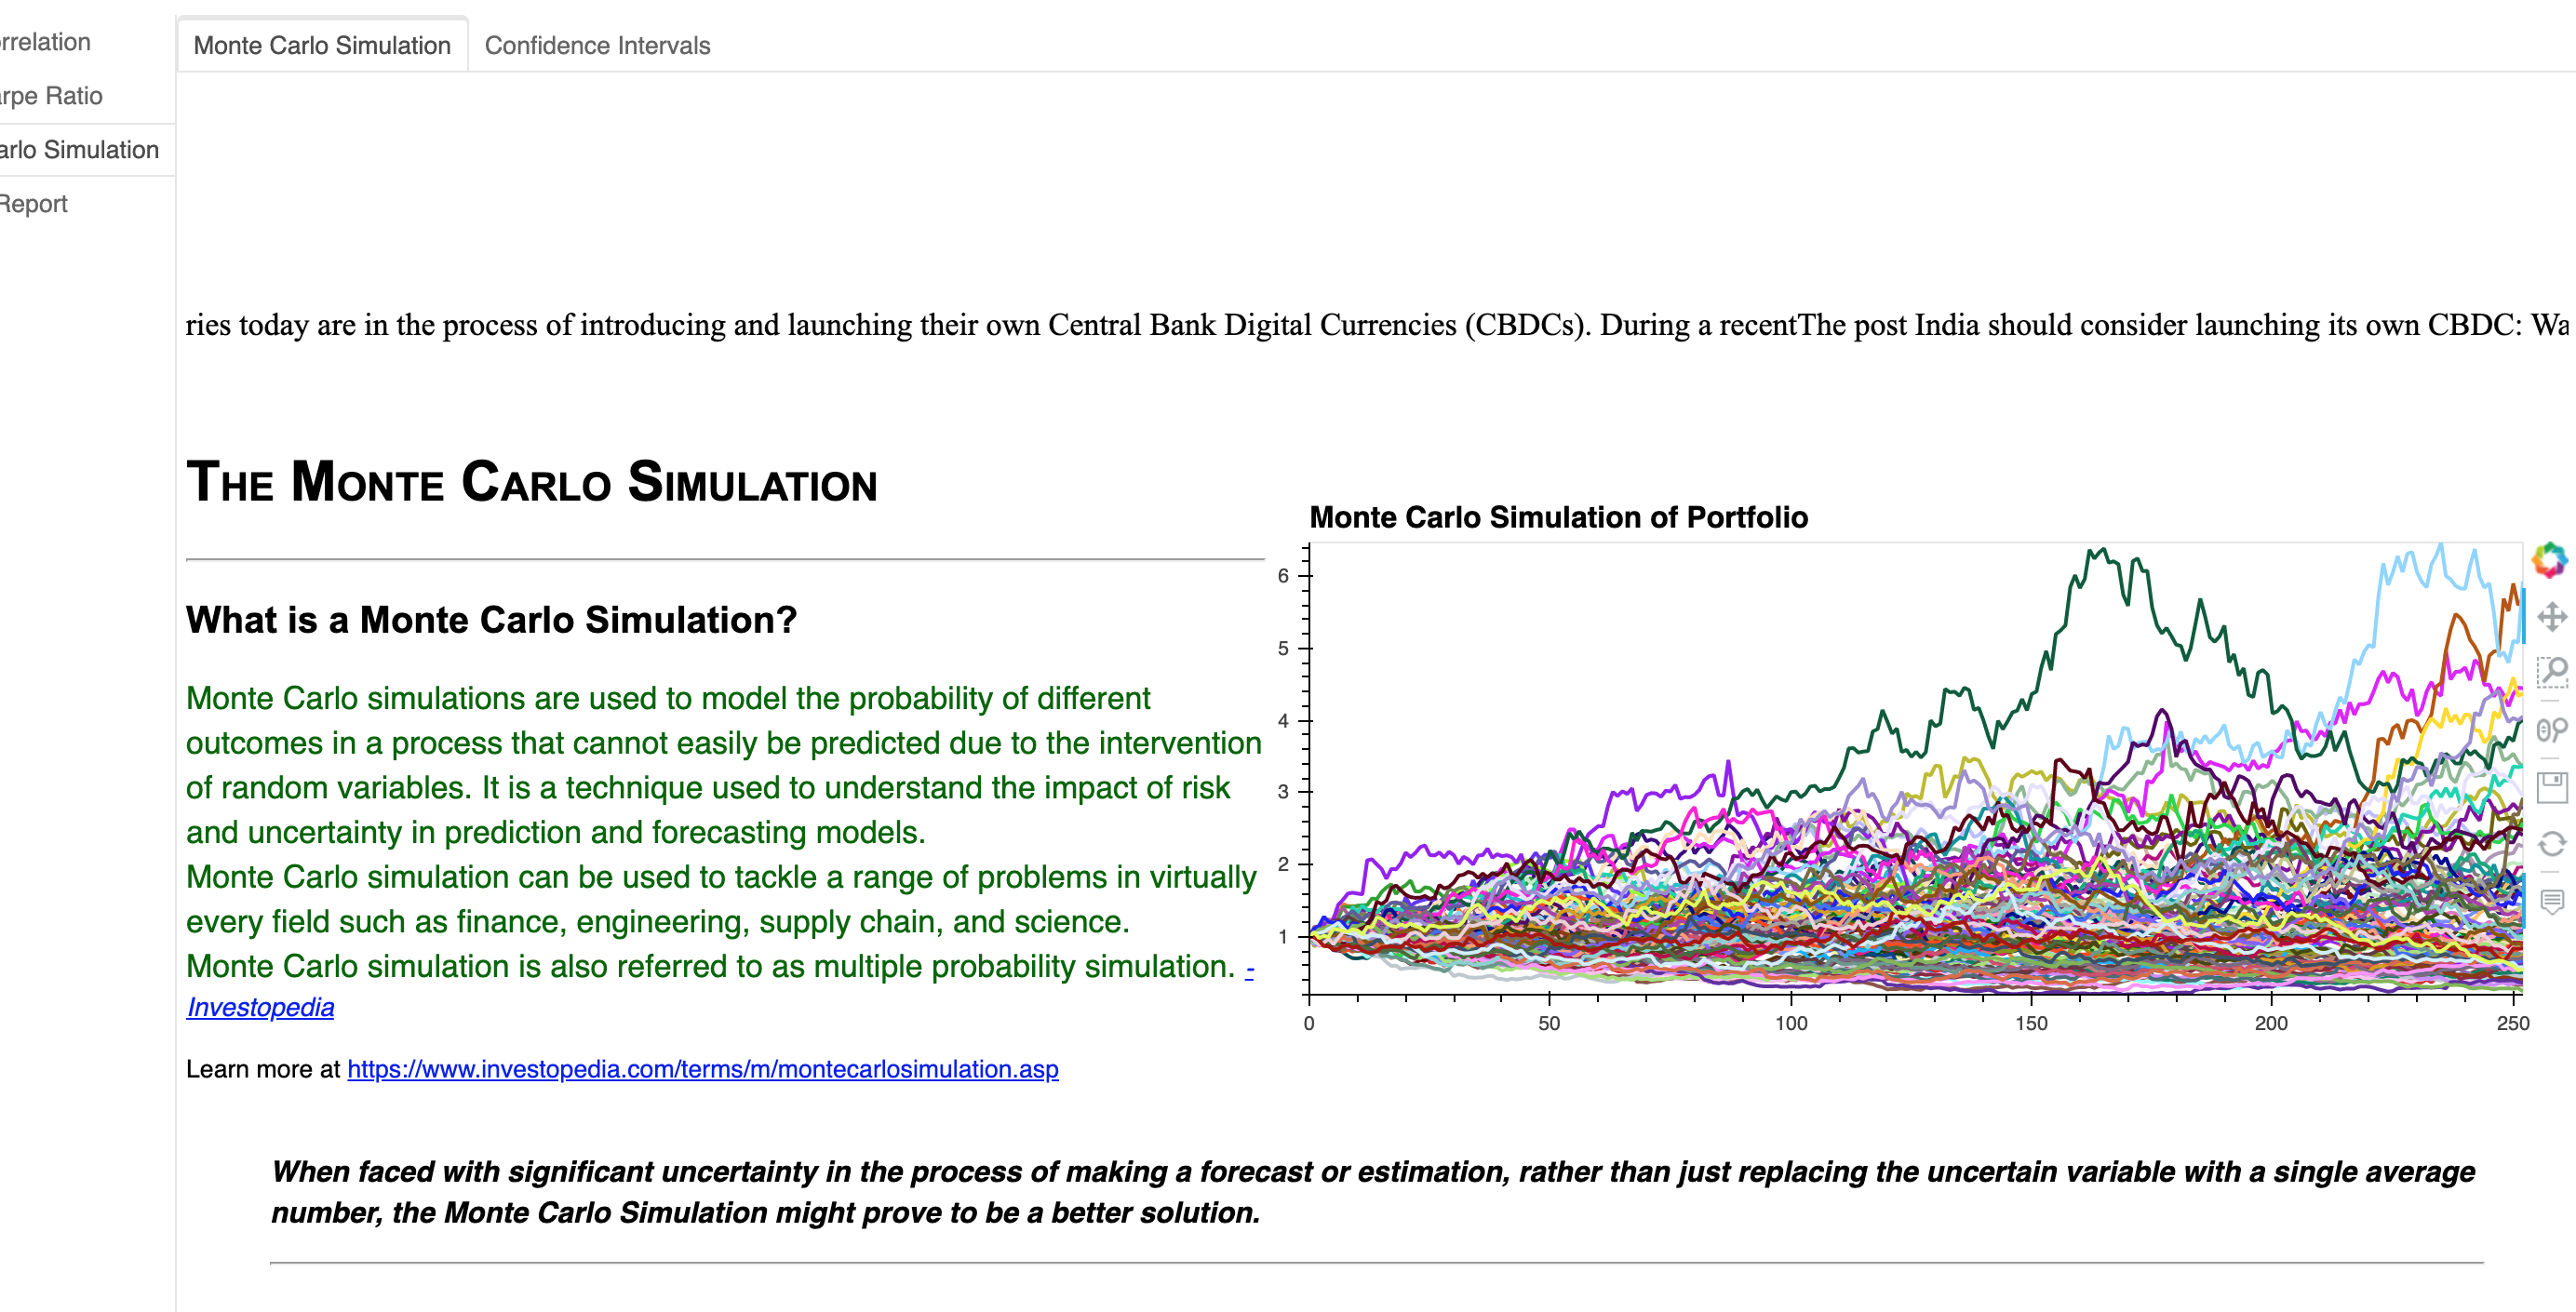 rrelation
rpe Ratio
arlo Simulation
Report
Monte Carlo Simulation Confidence Intervals
ries today are in the process of introducing and launching their own Central Bank Digital Currencies (CBDCs). During a recentThe post India should consider launching its own CBDC: Wa
The Monte Carlo Simulation
What is a Monte Carlo Simulation?
Monte Carlo simulations are used to model the probability of different
outcomes in a process that cannot easily be predicted due to the intervention
of random variables. It is a technique used to understand the impact of risk
and uncertainty in prediction and forecasting models.
Monte Carlo simulation can be used to tackle a range of problems in virtually
every field such as finance, engineering, supply chain, and science.
Monte Carlo simulation is also referred to as multiple probability simulation. -
Investopedia
Learn more at https://www.investopedia.com/terms/m/montecarlosimulation.asp
Monte Carlo Simulation of Portfolio
6
5
4
3
2
1
0 50 100 150 200 250
When faced with significant uncertainty in the process of making a forecast or estimation, rather than just replacing the uncertain variable with a single average
number, the Monte Carlo Simulation might prove to be a better solution.